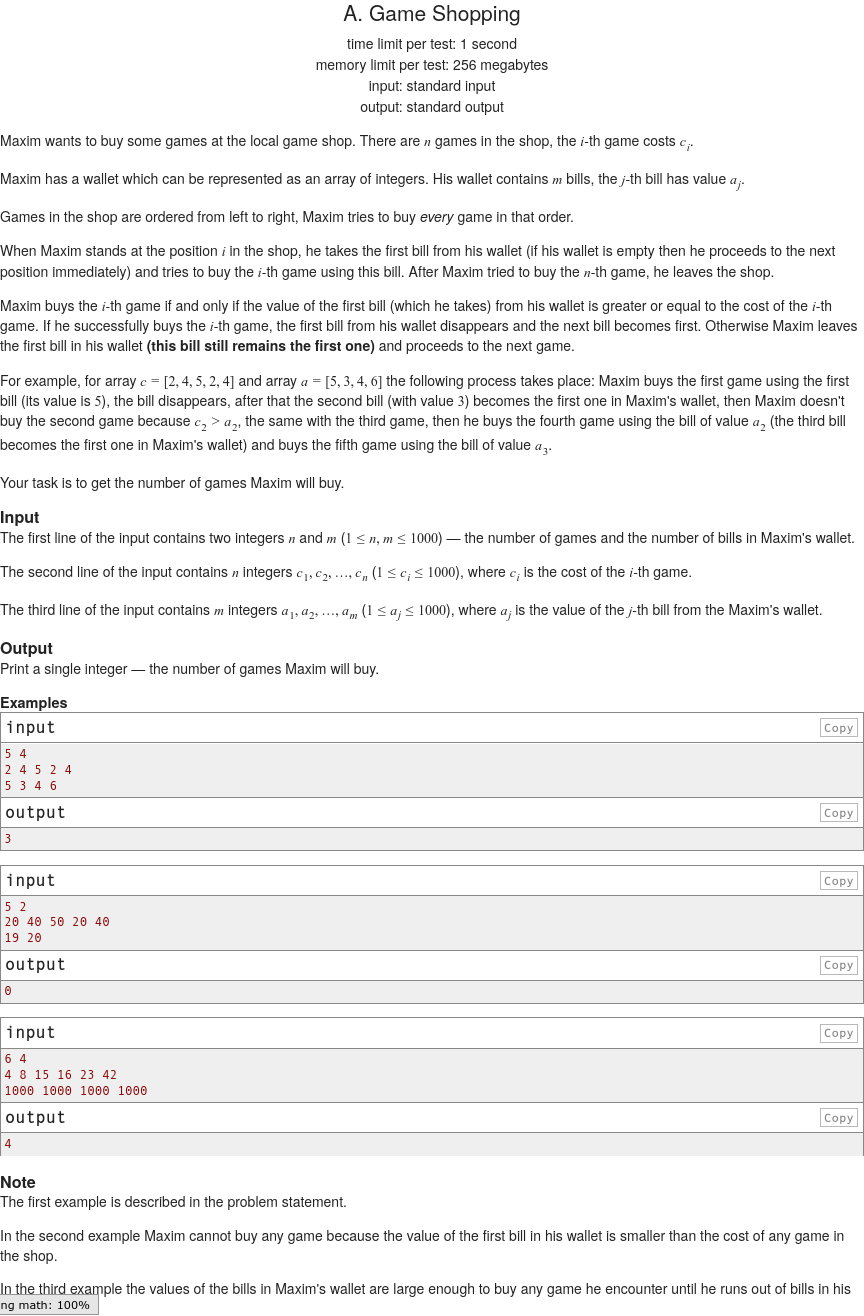 A. Game Shopping
time limit per test: 1 second
memory limit per test: 256 megabytes
input: standard input
output: standard output
Maxim wants to buy some games at the local game shop. There are n games in the shop, the i-th game costs c_i.
Maxim has a wallet which can be represented as an array of integers. His wallet contains m bills, the j-th bill has value a_j.
Games in the shop are ordered from left to right, Maxim tries to buy every game in that order.
When Maxim stands at the position i in the shop, he takes the first bill from his wallet (if his wallet is empty then he proceeds to the next
position immediately) and tries to buy the i-th game using this bill. After Maxim tried to buy the n-th game, he leaves the shop.
Maxim buys the i-th game if and only if the value of the first bill (which he takes) from his wallet is greater or equal to the cost of the i-th
game. If he successfully buys the i-th game, the first bill from his wallet disappears and the next bill becomes first. Otherwise Maxim leaves
the first bill in his wallet (this bill still remains the first one) and proceeds to the next game.
For example, for array c = [2, 4, 5, 2, 4] and array a = [5, 3, 4, 6] the following process takes place: Maxim buys the first game using the first
bill (its value is 5), the bill disappears, after that the second bill (with value 3) becomes the first one in Maxim's wallet, then Maxim doesn't
buy the second game because c_2 > a_2, the same with the third game, then he buys the fourth game using the bill of value a_2 (the third bill
becomes the first one in Maxim's wallet) and buys the fifth game using the bill of value a_3.
Your task is to get the number of games Maxim will buy.
Input
The first line of the input contains two integers n and m (1 ≤ n, m ≤ 1000) — the number of games and the number of bills in Maxim's wallet.
The second line of the input contains n integers c_1, c_2, …, c_n (1 ≤ c_i ≤ 1000), where c_i is the cost of the i-th game.
The third line of the input contains m integers a_1, a_2, …, a_m (1 ≤ a_j ≤ 1000), where a_j is the value of the j-th bill from the Maxim's wallet.
Output
Print a single integer — the number of games Maxim will buy.
Examples
input Copy
5 4
2 4 5 2 4
5 3 4 6
output Copy
3
input Copy
5 2
20 40 50 20 40
19 20
output Copy
0
input Copy
6 4
4 8 15 16 23 42
1000 1000 1000 1000
output Copy
4
Note
The first example is described in the problem statement.
In the second example Maxim cannot buy any game because the value of the first bill in his wallet is smaller than the cost of any game in
the shop.
In the third example the values of the bills in Maxim's wallet are large enough to buy any game he encounter until he runs out of bills in his
ng math: 100%